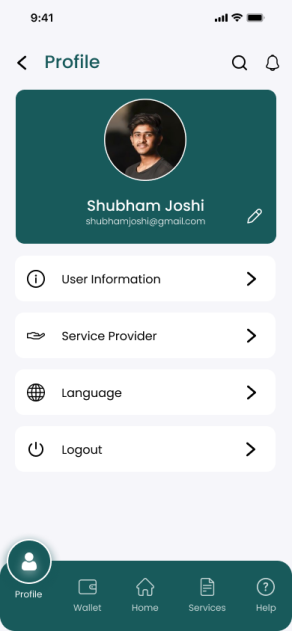 9:41
Profile
Shubham Joshi
shubhamjoshi@gmail.com
User Information
Service Provider
Language
Logout
Profile
Wallet
Home
Services
Help